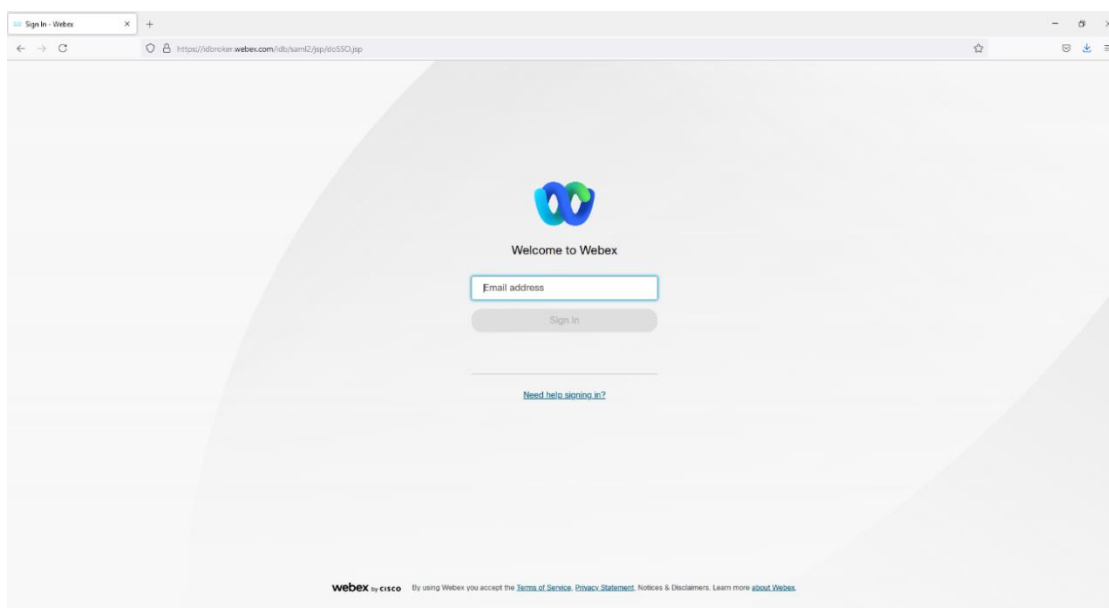 Sign In - Webex
https://idbroker.webex.com/idb/saml2/jsp/doSSO.jsp
Welcome to Webex
Email address
Sign In
Need help signing in?
webex by CISCO By using Webex you accept the Terms of Service, Privacy Statement, Notices & Disclaimers. Learn more about Webex.